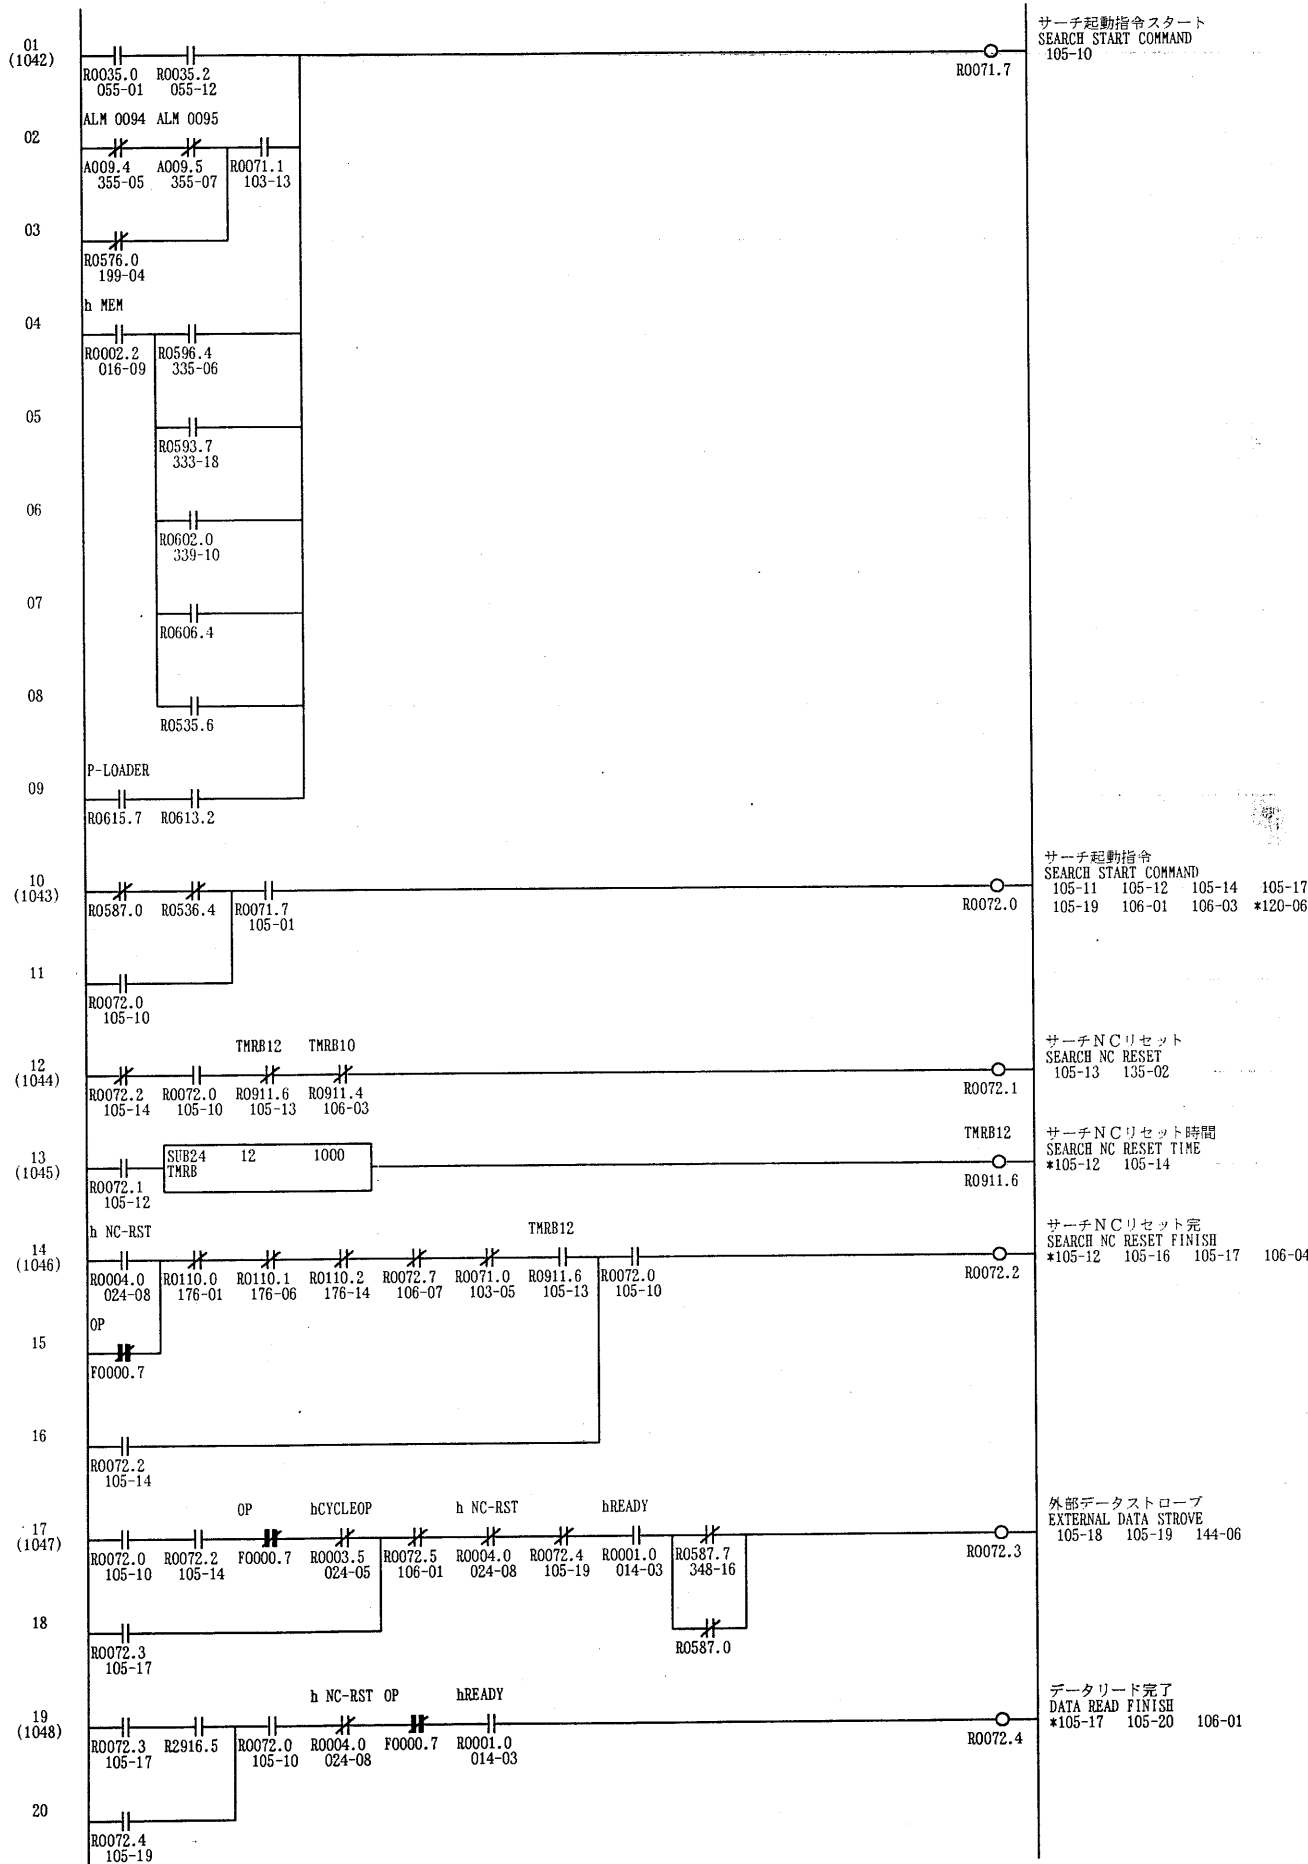 サーチ起動指令スタート
01 SEARCH START COMMAND
(1042) 105-10
R0035.0 R0035.2 R0071.7
055-01 055-12
ALM 0094 ALM 0095
02
A009.4 A009.5 R0071.1
355-05 355-07 103-13
03
R0576.0
199-04
h MEM
04
R0002.2 R0596.4
016-09 335-06
05
R0593.7
333-18
06
R0602.0
339-10
07
R0606.4
08
R0535.6
P-LOADER
09
R0615.7 R0613.2
サーチ起動指令
10 SEARCH START COMMAND
(1043) 105-11 105-12 105-14 105-17
R0587.0 R0536.4 R0071.7 R0072.0 105-19 106-01 106-03 *120-06
105-01
11
R0072.0
105-10
TMRB12 TMRB10 サーチNCリセット
12 SEARCH NC RESET
(1044) 105-13 135-02
R0072.2 R0072.0 R0911.6 R0911.4 R0072.1
105-14 105-10 105-13 106-03
TMRB12 サーチNCリセット時間
13 SUB24 12 1000 SEARCH NC RESET TIME
(1045) TMRB *105-12 105-14
R0072.1 R0911.6
105-12
h NC-RST TMRB12 サーチNCリセット完
14 SEARCH NC RESET FINISH
(1046) *105-12 105-16 105-17 106-04
R0004.0 R0110.0 R0110.1 R0110.2 R0072.7 R0071.0 R0911.6 R0072.0 R0072.2
024-08 176-01 176-06 176-14 106-07 103-05 105-13 105-10
OP
15
F0000.7
16
R0072.2
105-14
OP hCYCLEOP h NC-RST hREADY 外部データストローブ
17 EXTERNAL DATA STROVE
(1047) 105-18 105-19 144-06
R0072.0 R0072.2 F0000.7 R0003.5 R0072.5 R0004.0 R0072.4 R0001.0 R0587.7 R0072.3
105-10 105-14 024-05 106-01 024-08 105-19 014-03 348-16
18
R0072.3 R0587.0
105-17
h NC-RST OP hREADY データリード完了
19 DATA READ FINISH
(1048) *105-17 105-20 106-01
R0072.3 R2916.5 R0072.0 R0004.0 F0000.7 R0001.0 R0072.4
105-17 105-10 024-08 014-03
20
R0072.4
105-19